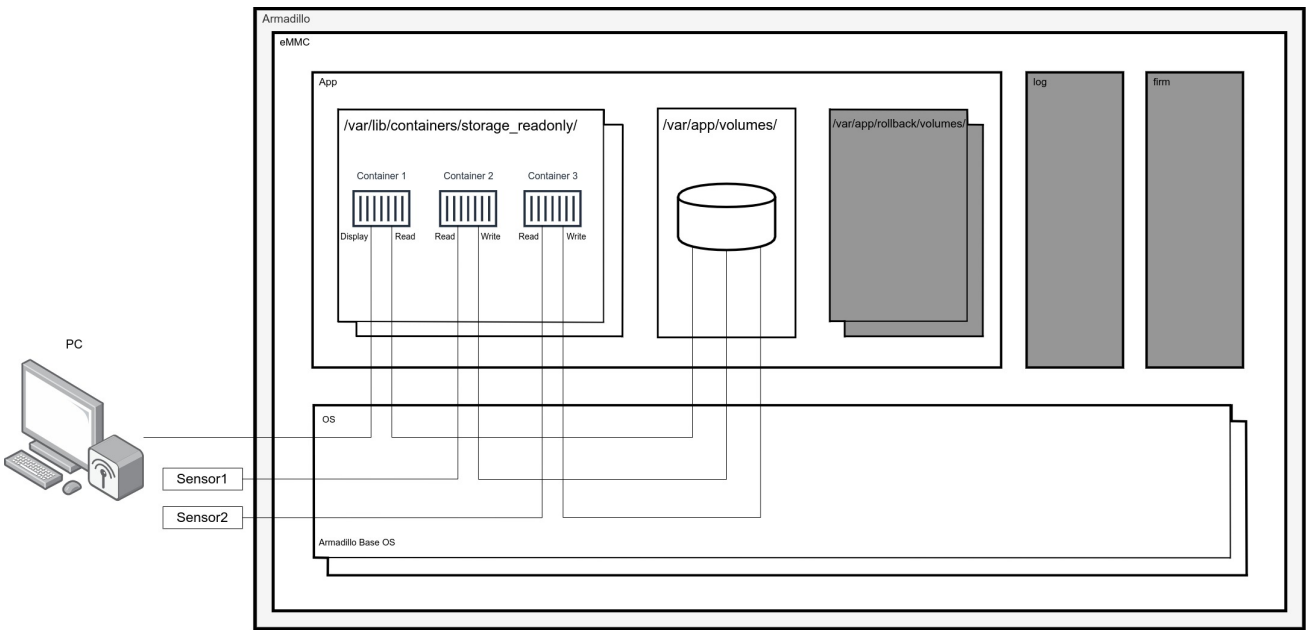 Armadillo
eMMC
App
log
firm
/var/lib/containers/storage_readonly/
/var/app/volumes/
/var/app/rollback/volumes/
Container 1
Container 2
Container 3
Display
Read
Read
Write
Read
Write
PC
OS
Sensor1
Sensor2
Armadillo Base OS